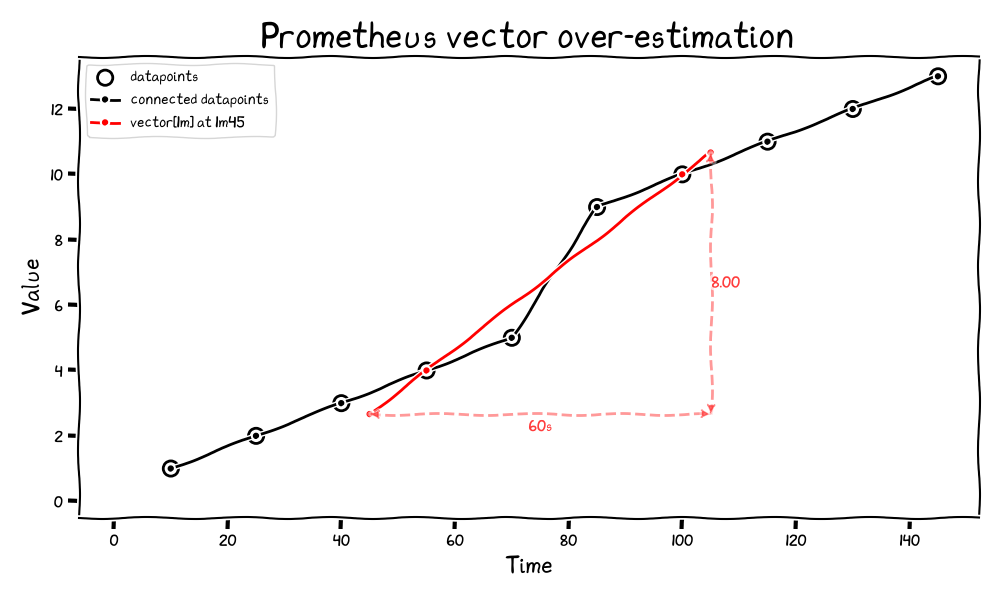 Prometheus vector over-estimation
datapoints
connected datapoints
vector[1m] at 1m45
12
10
8
6
4
2
0
Value
8.00
60s
0 20 40 60 80 100 120 140
Time